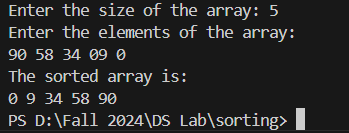 Enter the size of the array: 5
Enter the elements of the array:
90 58 34 09 0
The sorted array is:
0 9 34 58 90
PS D:\Fall 2024\DS Lab\sorting>